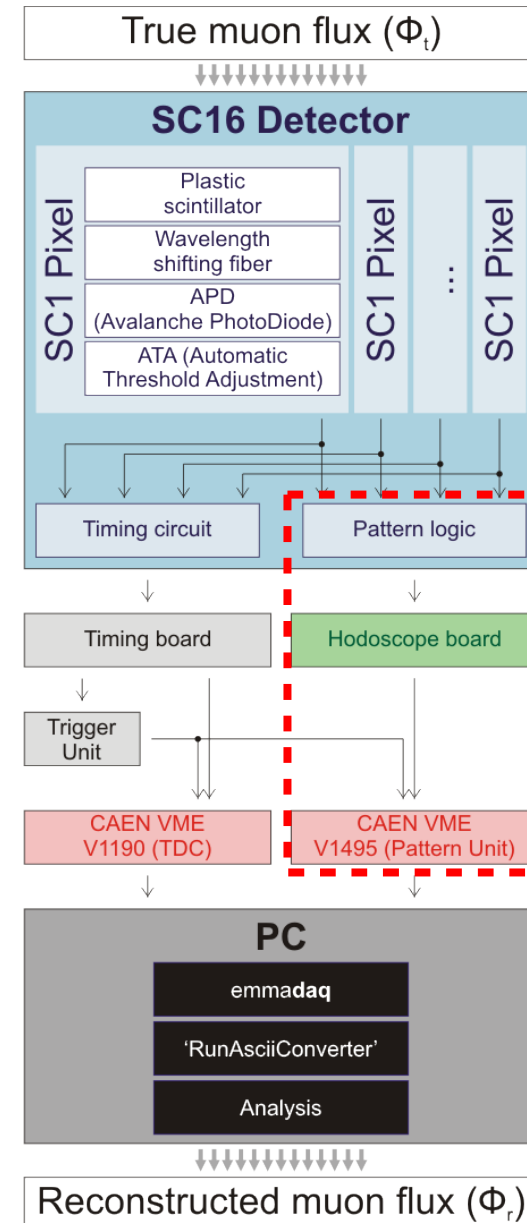 True muon flux (Φt)
SC16 Detector
SC1 Pixel
Plastic
scintillator
Wavelength
shifting fiber
APD
(Avalanche PhotoDiode)
ATA (Automatic
Threshold Adjustment)
SC1 Pixel
...
SC1 Pixel
Timing circuit
Pattern logic
Timing board
Hodoscope board
Trigger
Unit
CAEN VME
V1190 (TDC)
CAEN VME
V1495 (Pattern Unit)
PC
emmadaq
'RunAsciiConverter'
Analysis
Reconstructed muon flux (Φr)